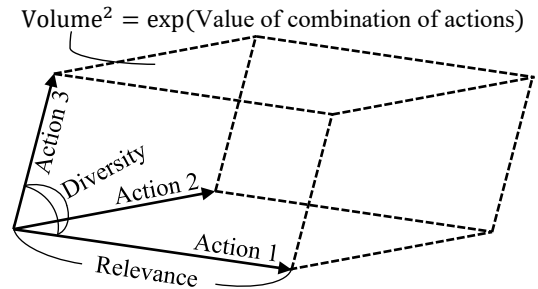 Volume² = exp(Value of combination of actions)
Action 3
Diversity
Action 2
Action 1
Relevance